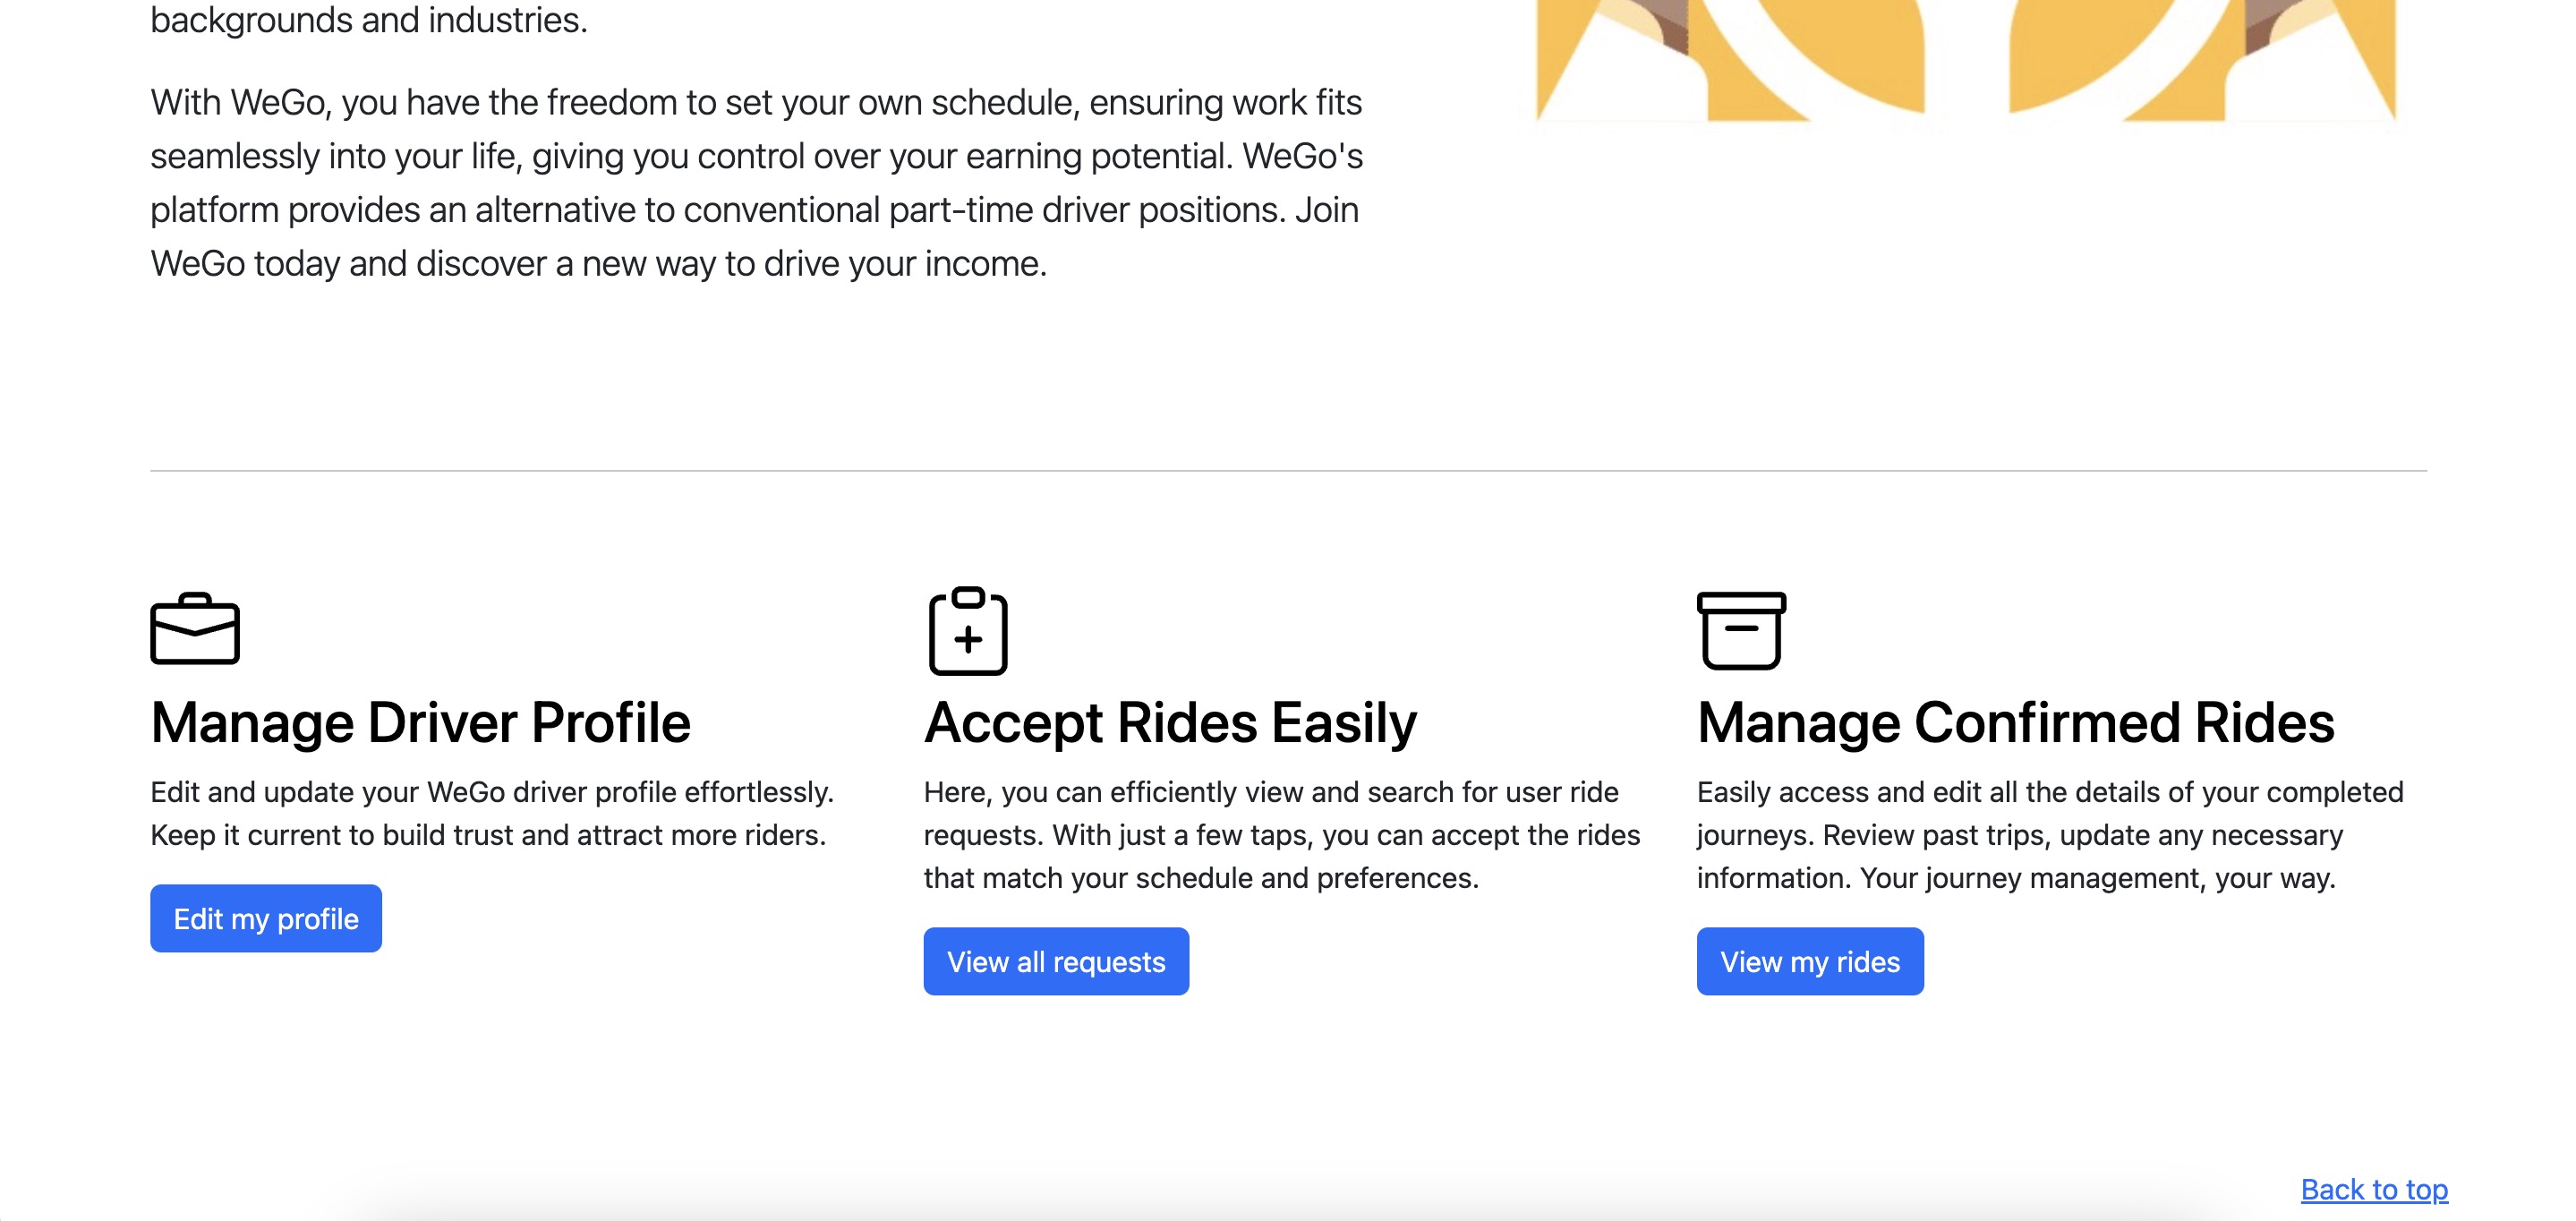 backgrounds and industries.
With WeGo, you have the freedom to set your own schedule, ensuring work fits
seamlessly into your life, giving you control over your earning potential. WeGo's
platform provides an alternative to conventional part-time driver positions. Join
WeGo today and discover a new way to drive your income.
Manage Driver Profile
Edit and update your WeGo driver profile effortlessly.
Keep it current to build trust and attract more riders.
Edit my profile
Accept Rides Easily
Here, you can efficiently view and search for user ride
requests. With just a few taps, you can accept the rides
that match your schedule and preferences.
View all requests
Manage Confirmed Rides
Easily access and edit all the details of your completed
journeys. Review past trips, update any necessary
information. Your journey management, your way.
View my rides
Back to top